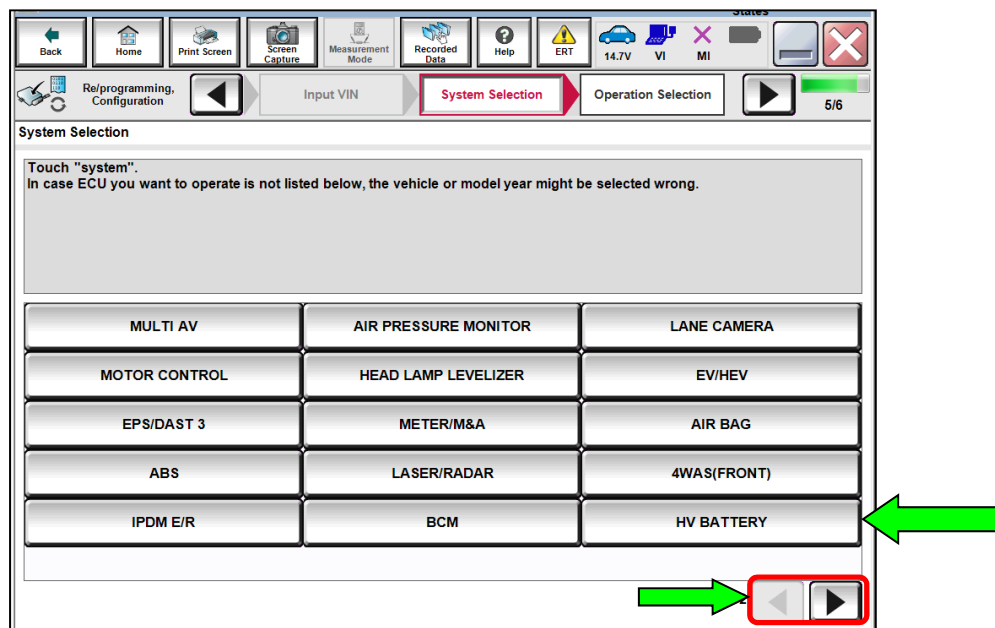 States
Back
Home
Print Screen
Screen
Capture
Measurement
Mode
Recorded
Data
Help
ERT
14.7V
VI
MI
Re/programming,
Configuration
Input VIN
System Selection
Operation Selection
5/6
System Selection
Touch "system".
In case ECU you want to operate is not listed below, the vehicle or model year might be selected wrong.
MULTI AV
AIR PRESSURE MONITOR
LANE CAMERA
MOTOR CONTROL
HEAD LAMP LEVELIZER
EV/HEV
EPS/DAST 3
METER/M&A
AIR BAG
ABS
LASER/RADAR
4WAS(FRONT)
IPDM E/R
BCM
HV BATTERY